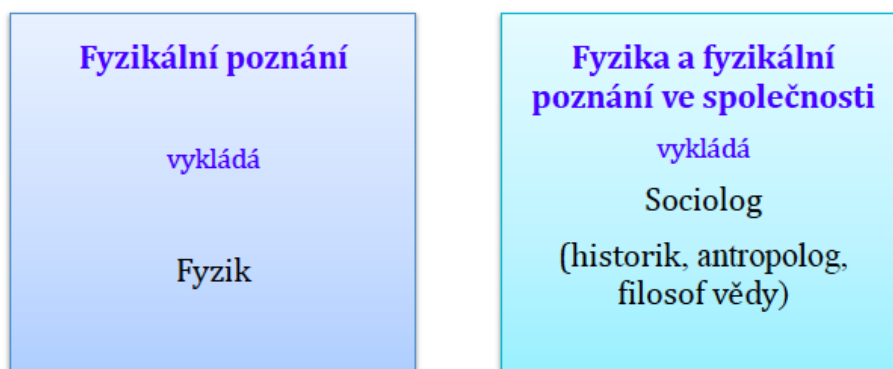 Fyzikální poznání
vykládá
Fyzik
Fyzika a fyzikální
poznání ve společnosti
vykládá
Sociolog
(historik, antropolog,
filosof vědy)